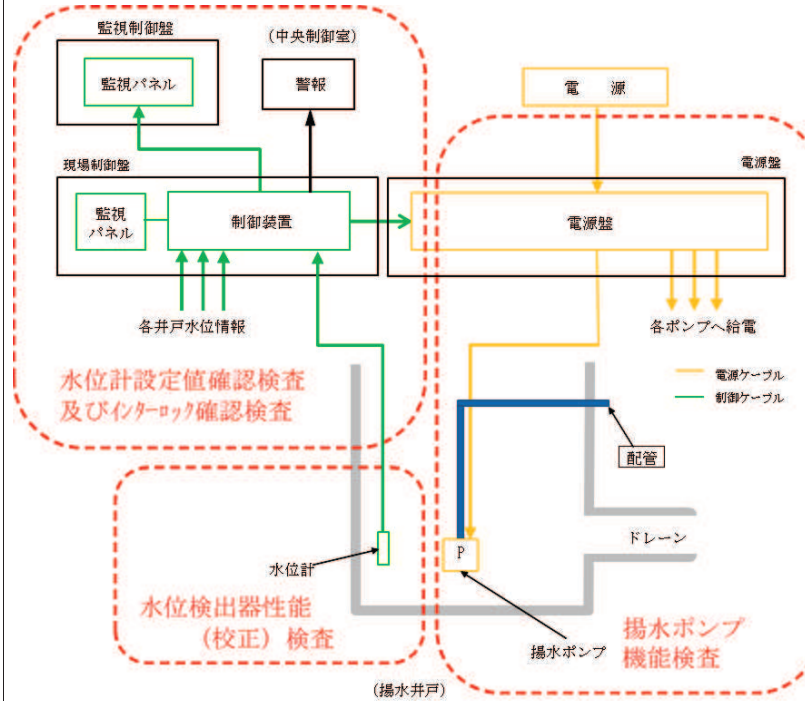 監視制御盤
監視パネル
(中央制御室)
警報
電 源
現場制御盤
監視
パネル
制御装置
電源盤
電源盤
各井戸水位情報
各ポンプへ給電
水位計設定値確認検査
及びインターロック確認検査
電源ケーブル
制御ケーブル
配管
ドレーン
P
水位計
水位検出器性能
(校正)検査
揚水ポンプ
揚水ポンプ
機能検査
(揚水井戸)